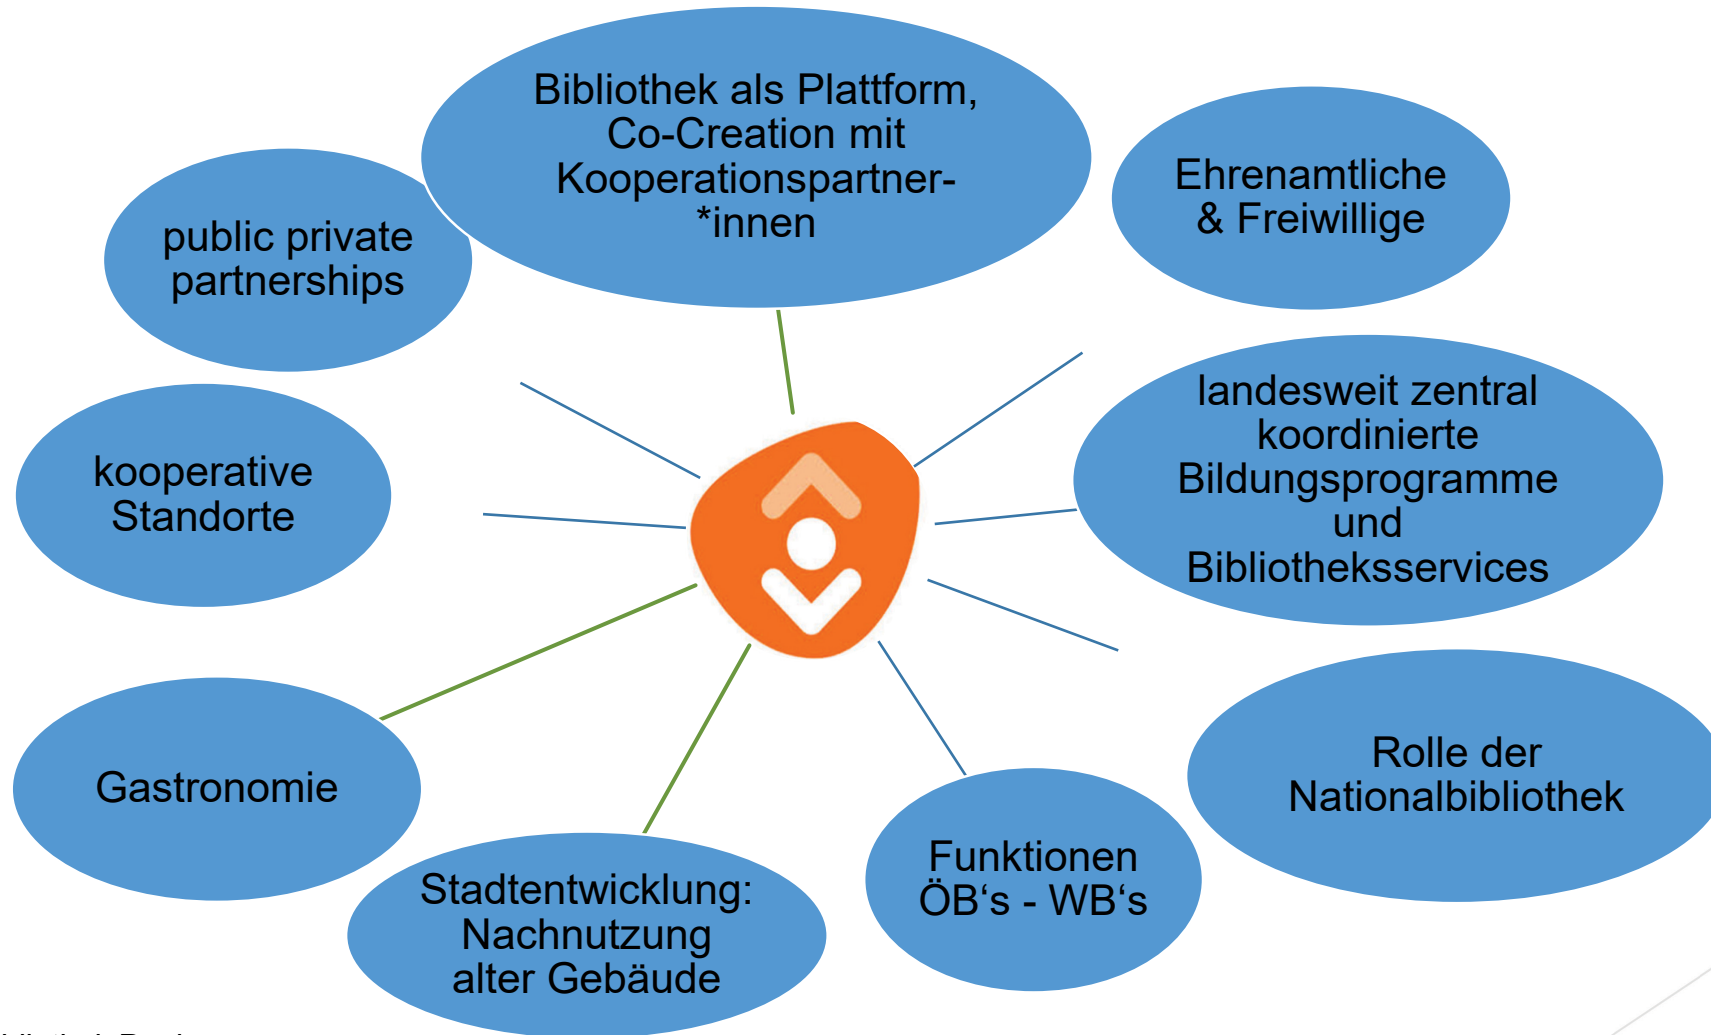 Bibliothek als Plattform,
Co-Creation mit
Kooperationspartner-
*innen
Ehrenamtliche
& Freiwillige
public private
partnerships
landesweit zentral
koordinierte
Bildungsprogramme
und
Bibliotheksservices
kooperative
Standorte
Rolle der
Nationalbibliothek
Gastronomie
Funktionen
ÖB‘s - WB‘s
Stadtentwicklung:
Nachnutzung
alter Gebäude